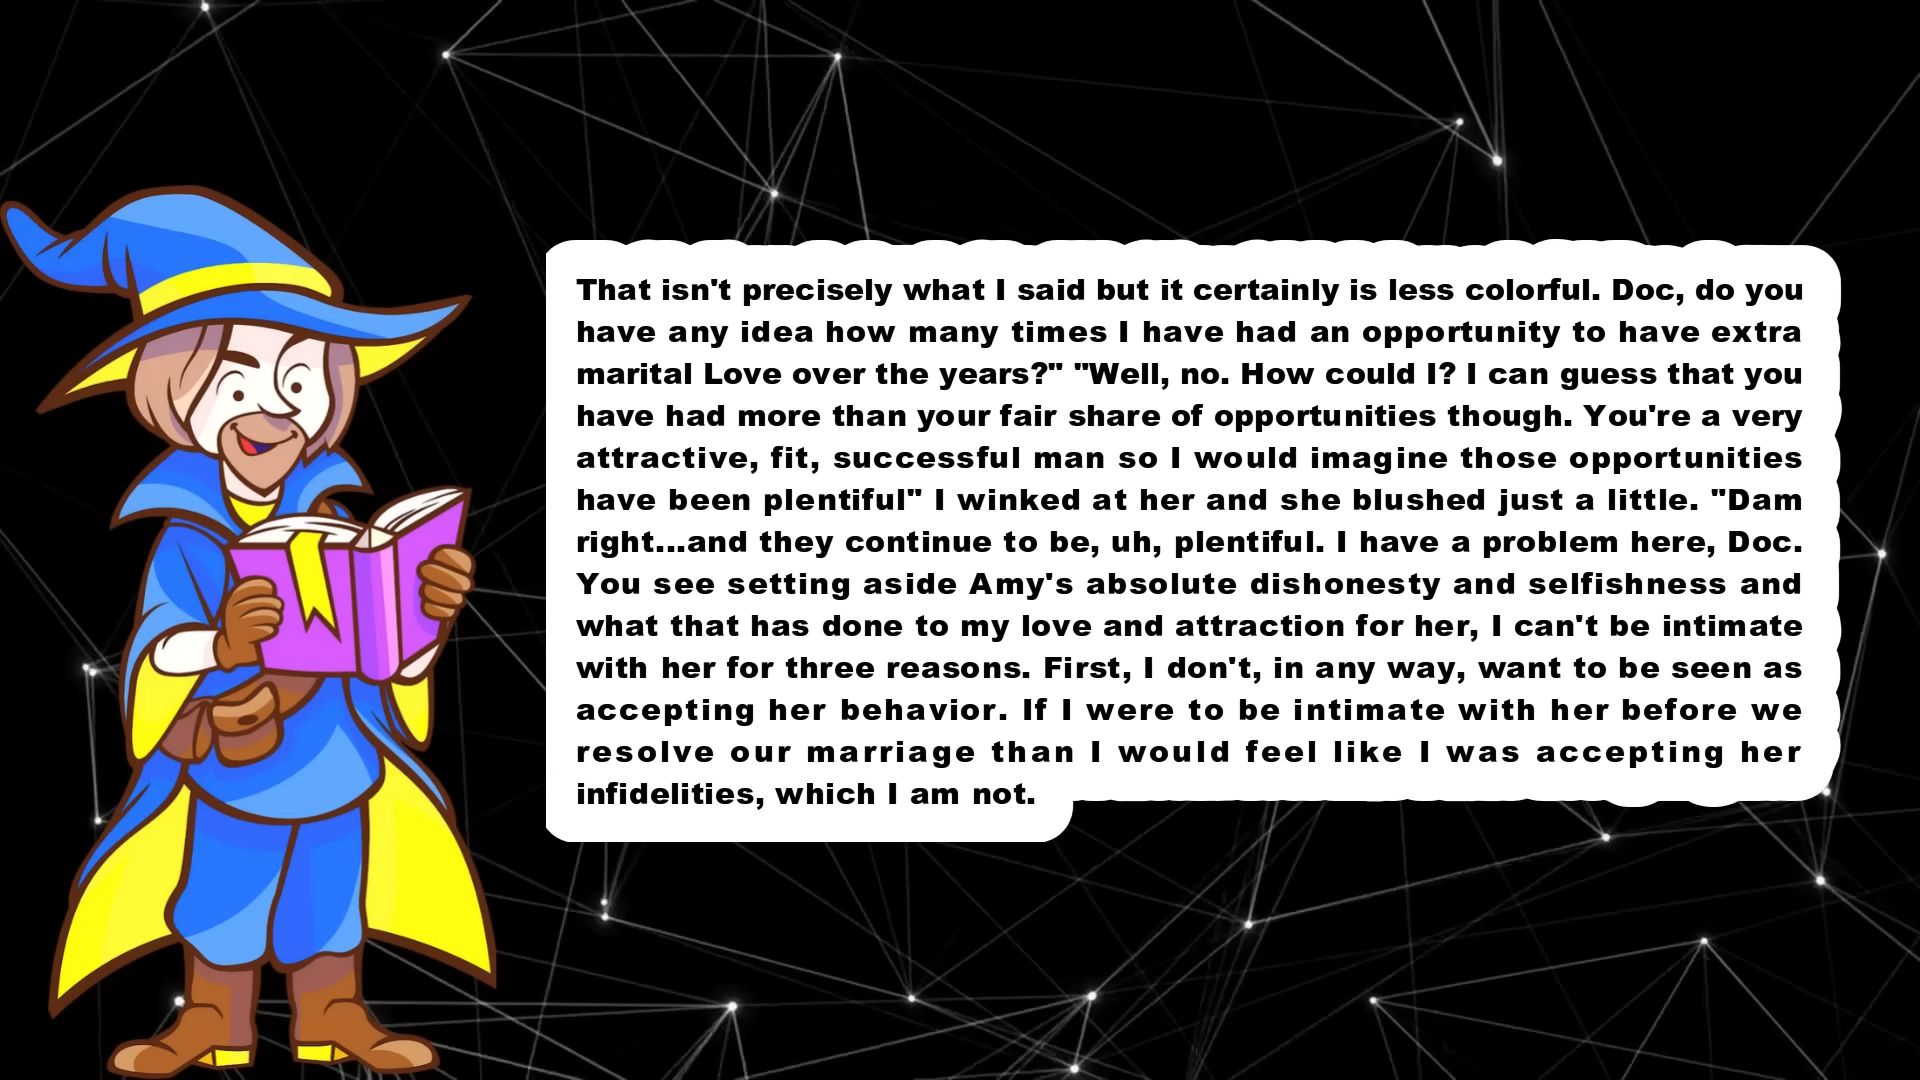 That isn't precisely what I said but it certainly is less colorful. Doc, do you
have any idea how many times I have had an opportunity to have extra
marital Love over the years?" "Well, no. How could I? I can guess that you
have had more than your fair share of opportunities though. You're a very
attractive, fit, successful man so I would imagine those opportunities
have been plentiful" I winked at her and she blushed just a little. "Dam
right...and they continue to be, uh, plentiful. I have a problem here, Doc.
You see setting aside Amy's absolute dishonesty and selfishness and
what that has done to my love and attraction for her, I can't be intimate
with her for three reasons. First, I don't, in any way, want to be seen as
accepting her behavior. If I were to be intimate with her before we
resolve our marriage than I would feel like I was accepting her
infidelities, which I am not.